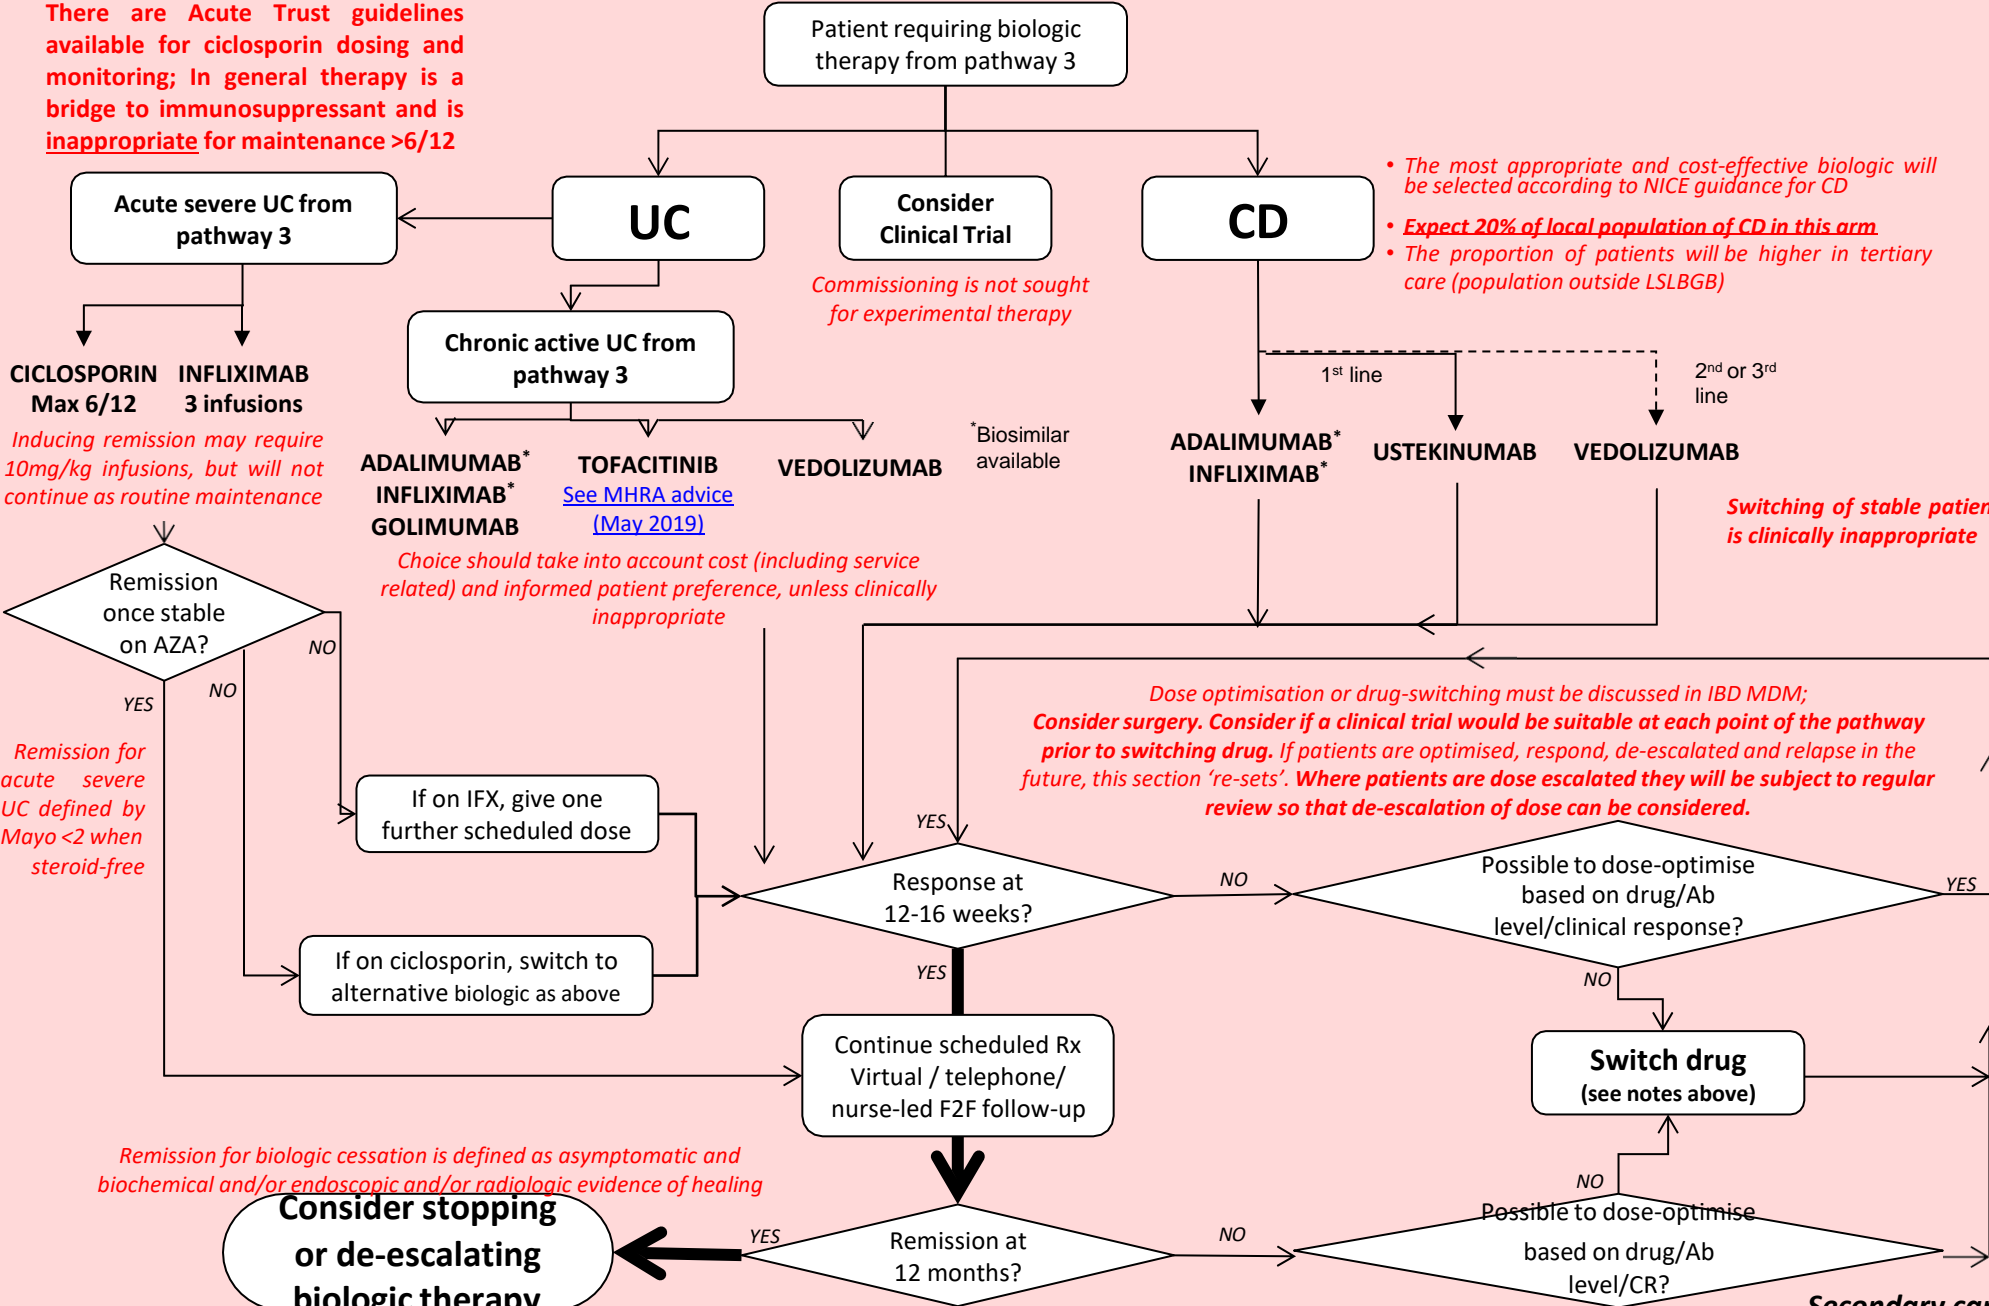 There are Acute Trust guidelines
available for ciclosporin dosing and
monitoring; In general therapy is a
bridge to immunosuppressant and is
inappropriate for maintenance >6/12
Patient requiring biologic
therapy from pathway 3
Acute severe UC from
pathway 3
UC
Consider
Clinical Trial
CD
• The most appropriate and cost-effective biologic will
be selected according to NICE guidance for CD
• Expect 20% of local population of CD in this arm
• The proportion of patients will be higher in tertiary
care (population outside LSLBGB)
Commissioning is not sought
for experimental therapy
Chronic active UC from
pathway 3
CICLOSPORIN
Max 6/12
INFLIXIMAB
3 infusions
Inducing remission may require
10mg/kg infusions, but will not
continue as routine maintenance
ADALIMUMAB*
INFLIXIMAB*
GOLIMUMAB
TOFACITINIB
See MHRA advice
(May 2019)
VEDOLIZUMAB
*Biosimilar
available
1st line
2nd or 3rd
line
ADALIMUMAB*
INFLIXIMAB*
USTEKINUMAB
VEDOLIZUMAB
Switching of stable patien
is clinically inappropriate
Choice should take into account cost (including service
related) and informed patient preference, unless clinically
inappropriate
Remission
once stable
on AZA?
NO
NO
YES
Remission for
acute severe
UC defined by
Mayo <2 when
steroid-free
If on IFX, give one
further scheduled dose
If on ciclosporin, switch to
alternative biologic as above
Dose optimisation or drug-switching must be discussed in IBD MDM;
Consider surgery. Consider if a clinical trial would be suitable at each point of the pathway
prior to switching drug. If patients are optimised, respond, de-escalated and relapse in the
future, this section ‘re-sets’. Where patients are dose escalated they will be subject to regular
review so that de-escalation of dose can be considered.
YES
Response at
12-16 weeks?
NO
Possible to dose-optimise
based on drug/Ab
level/clinical response?
YES
YES
NO
Continue scheduled Rx
Virtual / telephone/
nurse-led F2F follow-up
Switch drug
(see notes above)
Remission for biologic cessation is defined as asymptomatic and
biochemical and/or endoscopic and/or radiologic evidence of healing
Consider stopping
or de-escalating
biologic therapy
YES
Remission at
12 months?
NO
NO
Possible to dose-optimise
based on drug/Ab
level/CR?
Secondary car